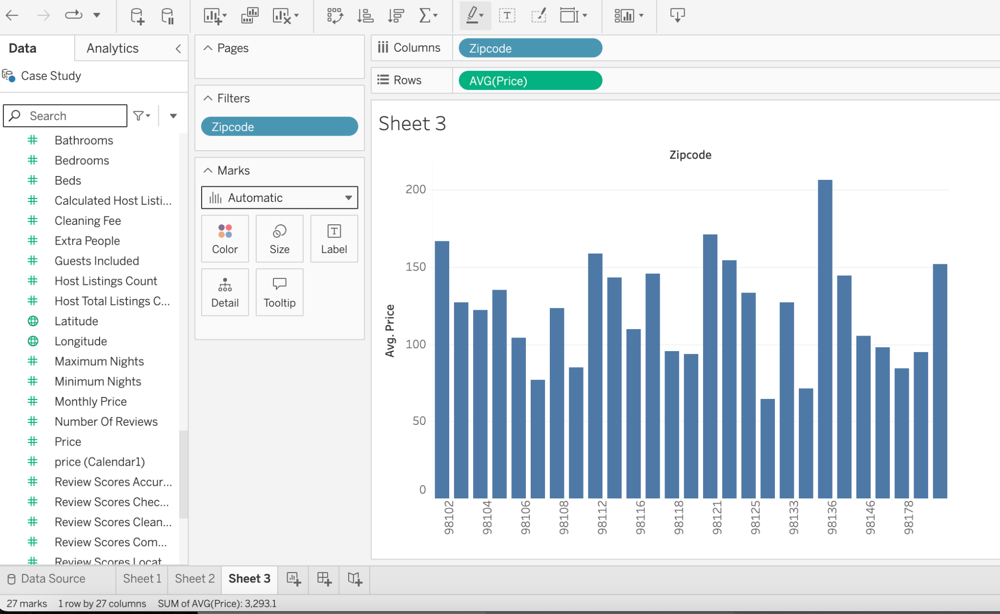 Data
Analytics
Case Study
Search
Bathrooms
Bedrooms
Beds
Calculated Host Listi...
Cleaning Fee
Extra People
Guests Included
Host Listings Count
Host Total Listings C...
Latitude
Longitude
Maximum Nights
Minimum Nights
Monthly Price
Number Of Reviews
Price
price (Calendar1)
Review Scores Accur...
Review Scores Chec...
Review Scores Clean...
Review Scores Com...
Review Scores Locat
Pages
Filters
Zipcode
Marks
Automatic
Color
Size
Label
Detail
Tooltip
Columns
Zipcode
Rows
AVG(Price)
Sheet 3
Zipcode
Avg. Price
200
150
100
50
0
98102
98104
98106
98108
98112
98116
98118
98121
98125
98133
98136
98146
98178
Data Source
Sheet 1
Sheet 2
Sheet 3
27 marks
1 row by 27 columns
SUM of AVG(Price): 3,293.1